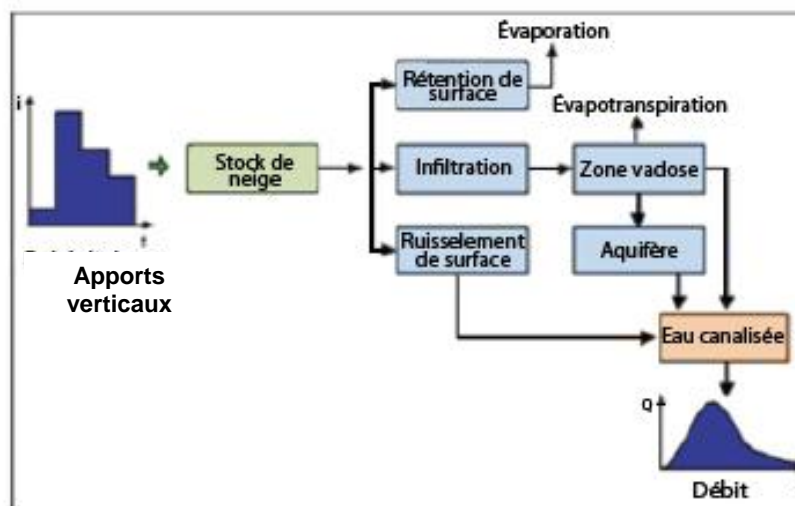 Évaporation
Rétention de
surface
i
Évapotranspiration
Stock de
neige
Infiltration
Zone vadose
t
Ruisselement
de surface
Aquifère
Apports
verticaux
Eau canalisée
Q
Débit